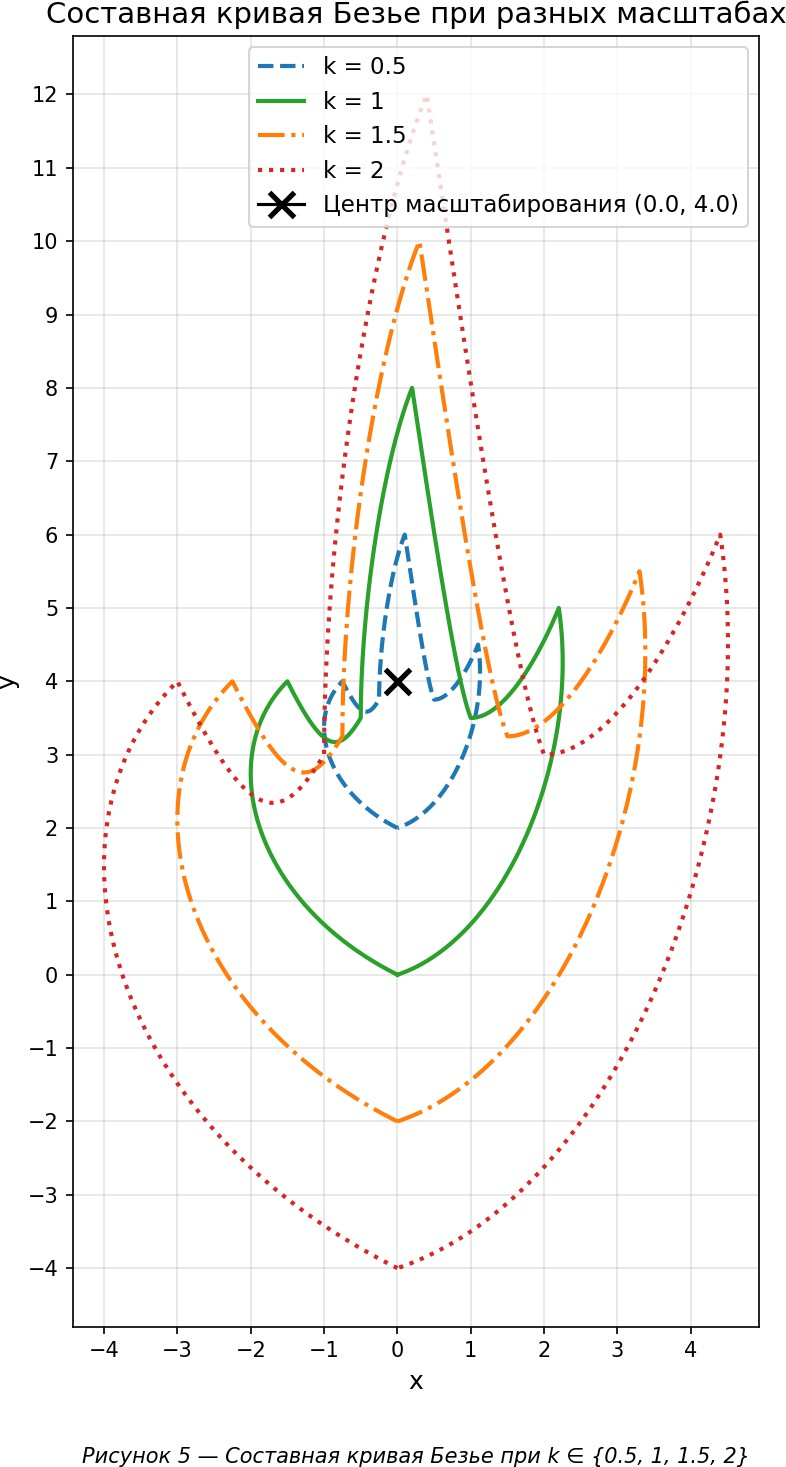 Составная кривая Безье при разных масштабах
k = 0.5
k = 1
k = 1.5
k = 2
Центр масштабирования (0.0, 4.0)
12
11
10
9
8
7
6
5
4
3
2
1
0
−1
−2
−3
−4
y
−4 −3 −2 −1 0 1 2 3 4
x
Рисунок 5 — Составная кривая Безье при k ∈ {0.5, 1, 1.5, 2}